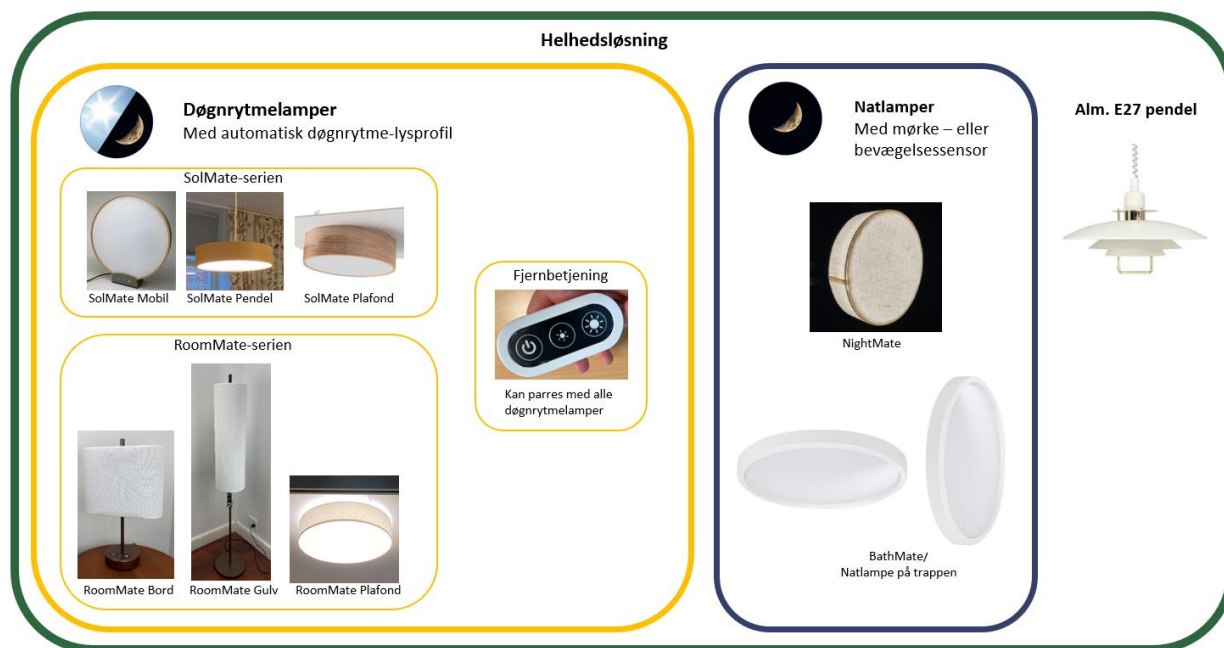 Helhedsløsning
Døgnrytmelamper
Med automatisk døgnrytme-lysprofil
SolMate-serien
SolMate Mobil
SolMate Pendel
SolMate Plafond
RoomMate-serien
RoomMate Bord
RoomMate Gulv
RoomMate Plafond
Fjernbetjening
Kan parres med alle
døgnrytmelamper
Natlamper
Med mørke – eller
bevægelsessensor
NightMate
BathMate/
Natlampe på trappen
Alm. E27 pendel